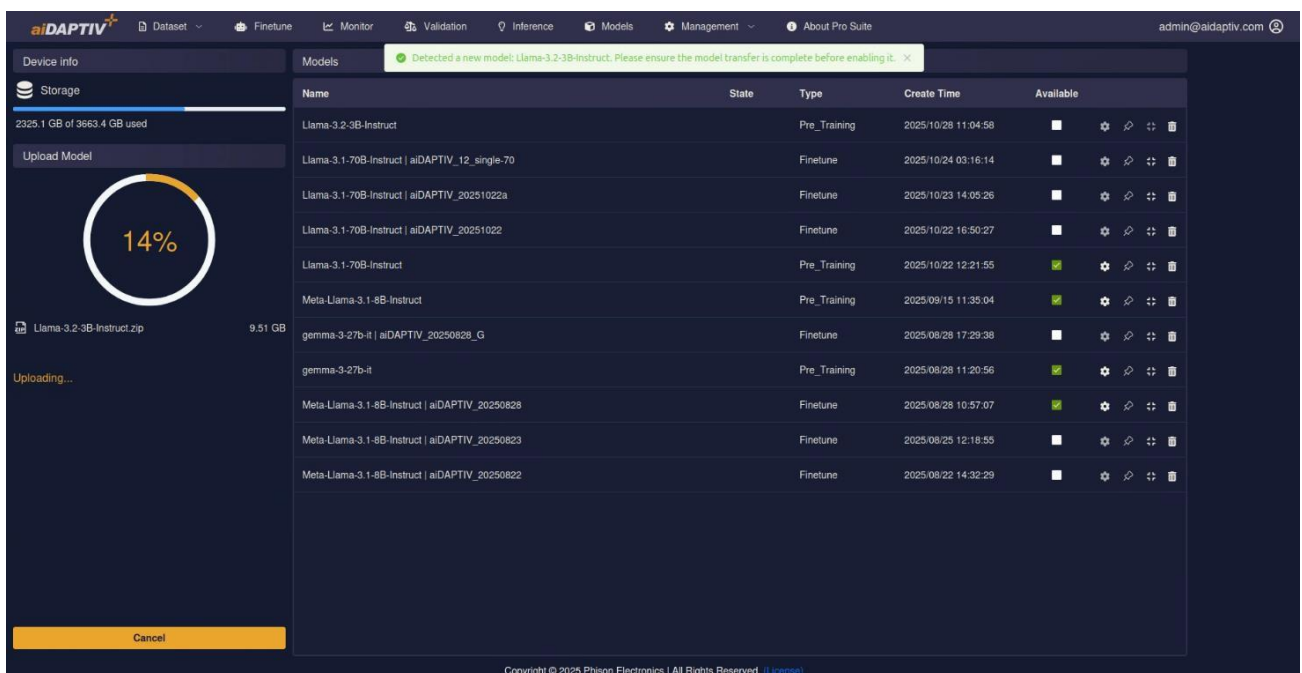 aiDAPTIV+ Dataset Finetune Monitor Validation Inference Models Management About Pro Suite admin@aidaptiv.com
Device info
Storage
2325.1 GB of 3663.4 GB used
Upload Model
14%
ZIP Llama-3.2-3B-Instruct.zip 9.51 GB
Uploading...
Cancel
Models
Detected a new model: Llama-3.2-3B-Instruct. Please ensure the model transfer is complete before enabling it.
Name State Type Create Time Available
Llama-3.2-3B-Instruct Pre_Training 2025/10/28 11:04:58
Llama-3.1-70B-Instruct | aiDAPTIV_12_single-70 Finetune 2025/10/24 03:16:14
Llama-3.1-70B-Instruct | aiDAPTIV_20251022a Finetune 2025/10/23 14:05:26
Llama-3.1-70B-Instruct | aiDAPTIV_20251022 Finetune 2025/10/22 16:50:27
Llama-3.1-70B-Instruct Pre_Training 2025/10/22 12:21:55
Meta-Llama-3.1-8B-Instruct Pre_Training 2025/09/15 11:35:04
gemma-3-27b-it | aiDAPTIV_20250828_G Finetune 2025/08/28 17:29:38
gemma-3-27b-it Pre_Training 2025/08/28 11:20:56
Meta-Llama-3.1-8B-Instruct | aiDAPTIV_20250828 Finetune 2025/08/28 10:57:07
Meta-Llama-3.1-8B-Instruct | aiDAPTIV_20250823 Finetune 2025/08/25 12:18:55
Meta-Llama-3.1-8B-Instruct | aiDAPTIV_20250822 Finetune 2025/08/22 14:32:29
Copyright © 2025 Phison Electronics | All Rights Reserved. (License)